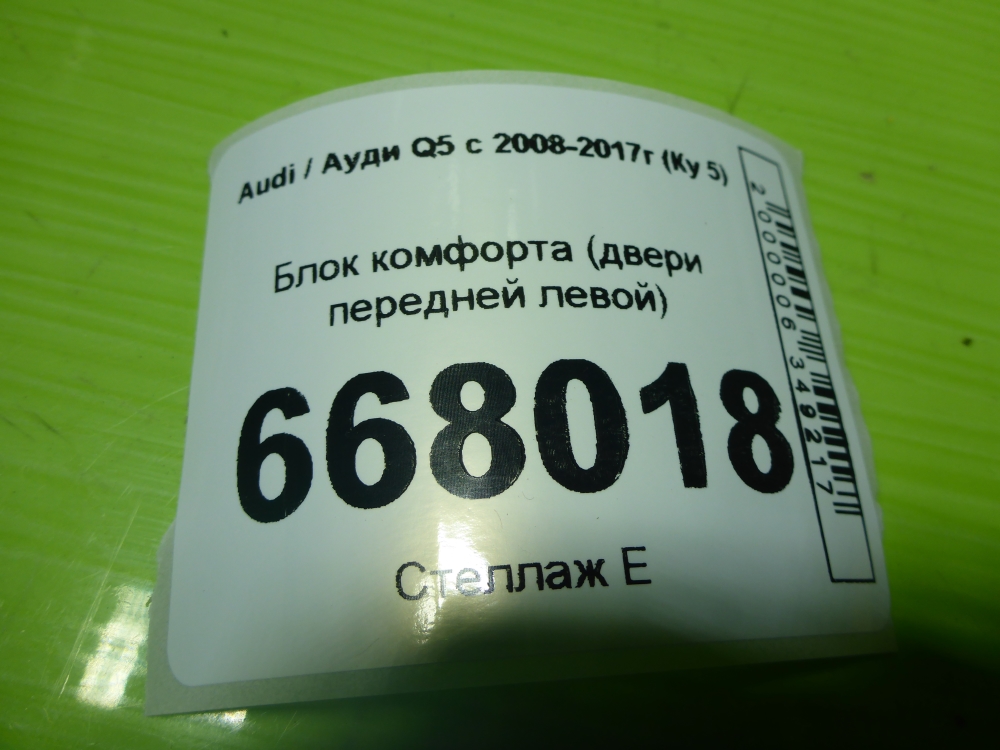 Audi / Ауди Q5 с 2008-2017г (Ку 5)
Блок комфорта (двери
передней левой)
668018
Стеллаж Е
2000006349217